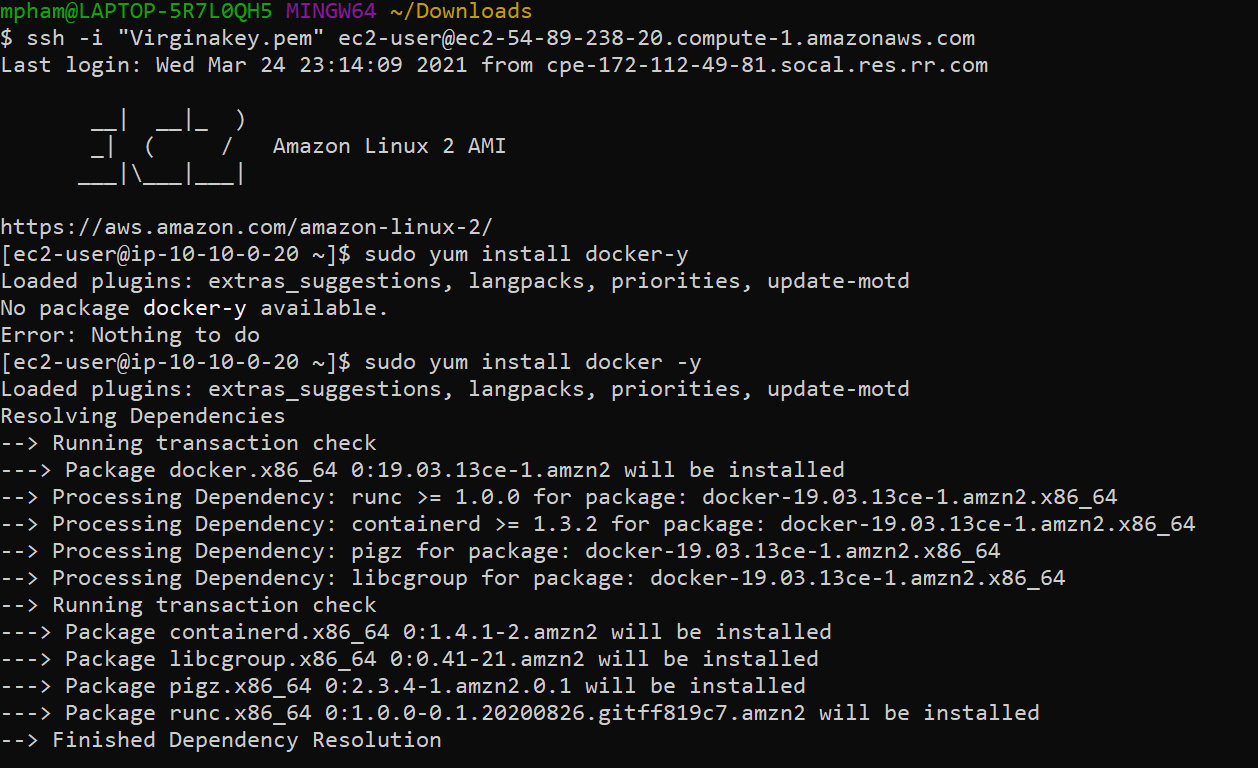 mpham@LAPTOP-5R7L0QH5 MINGW64 ~/Downloads
$ ssh -i "Virginakey.pem" ec2-user@ec2-54-89-238-20.compute-1.amazonaws.com
Last login: Wed Mar 24 23:14:09 2021 from cpe-172-112-49-81.socal.res.rr.com
       __|  __|_  )
       _|  (     /   Amazon Linux 2 AMI
      ___|\___|___|
https://aws.amazon.com/amazon-linux-2/
[ec2-user@ip-10-10-0-20 ~]$ sudo yum install docker-y
Loaded plugins: extras_suggestions, langpacks, priorities, update-motd
No package docker-y available.
Error: Nothing to do
[ec2-user@ip-10-10-0-20 ~]$ sudo yum install docker -y
Loaded plugins: extras_suggestions, langpacks, priorities, update-motd
Resolving Dependencies
--> Running transaction check
---> Package docker.x86_64 0:19.03.13ce-1.amzn2 will be installed
--> Processing Dependency: runc >= 1.0.0 for package: docker-19.03.13ce-1.amzn2.x86_64
--> Processing Dependency: containerd >= 1.3.2 for package: docker-19.03.13ce-1.amzn2.x86_64
--> Processing Dependency: pigz for package: docker-19.03.13ce-1.amzn2.x86_64
--> Processing Dependency: libcgroup for package: docker-19.03.13ce-1.amzn2.x86_64
--> Running transaction check
---> Package containerd.x86_64 0:1.4.1-2.amzn2 will be installed
---> Package libcgroup.x86_64 0:0.41-21.amzn2 will be installed
---> Package pigz.x86_64 0:2.3.4-1.amzn2.0.1 will be installed
---> Package runc.x86_64 0:1.0.0-0.1.20200826.gitff819c7.amzn2 will be installed
--> Finished Dependency Resolution